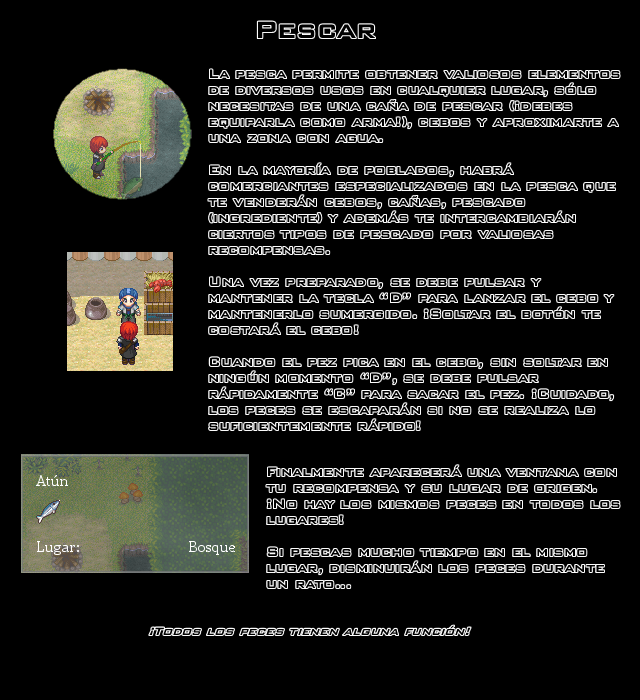 Pescar
La pesca permite obtener valiosos elementos
de diversos usos en cualquier lugar, sólo
necesitas de una caña de pescar (¡debes
equiparla como arma!), cebos y aproximarte a
una zona con agua.
En la mayoría de poblados, habrá
comerciantes especializados en la pesca que
te venderán cebos, cañas, pescado
(ingrediente) y además te intercambiarán
ciertos tipos de pescado por valiosas
recompensas.
Una vez preparado, se debe pulsar y
mantener la tecla “D” para lanzar el cebo y
mantenerlo sumergido. ¡Soltar el botón te
costará el cebo!
Cuando el pez pica en el cebo, sin soltar en
ningún momento “D”, se debe pulsar
rápidamente “C” para sacar el pez. ¡Cuidado,
los peces se escaparán si no se realiza lo
suficientemente rápido!
Atún
Lugar: Bosque
Finalmente aparecerá una ventana con
tu recompensa y su lugar de origen.
¡No hay los mismos peces en todos los
lugares!
Si pescas mucho tiempo en el mismo
lugar, disminuirán los peces durante
un rato...
¡Todos los peces tienen alguna función!